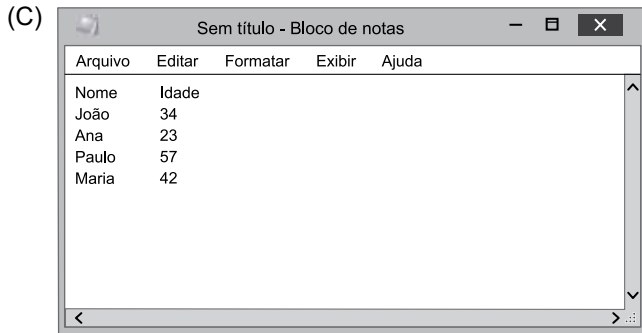 (C)
Sem título - Bloco de notas
Arquivo Editar Formatar Exibir Ajuda
Nome Idade
João 34
Ana 23
Paulo 57
Maria 42